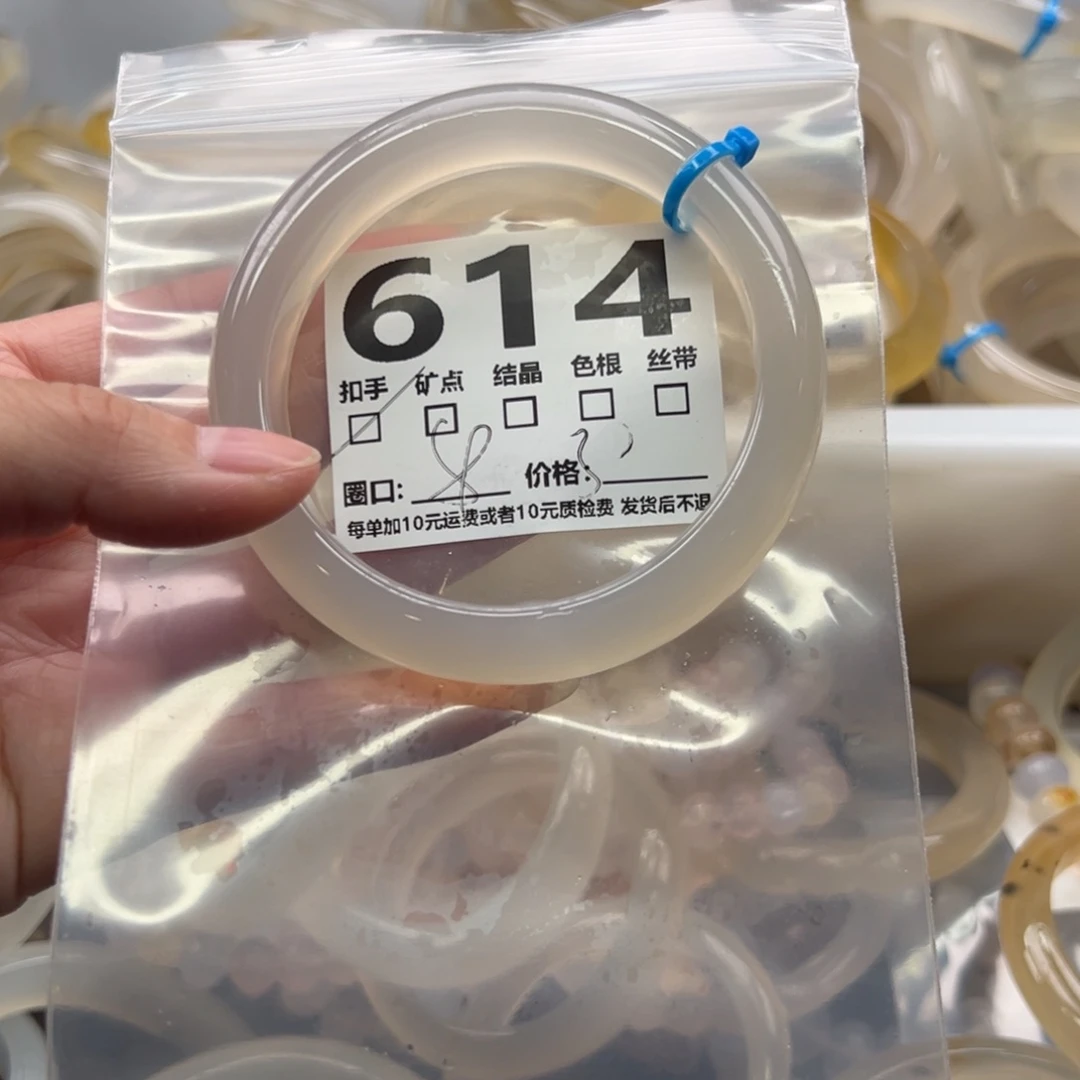 614
扣手 矿点 结晶 色根 丝带
圈口: 价格:
每单加10元运费或者10元质检费 发货后不退